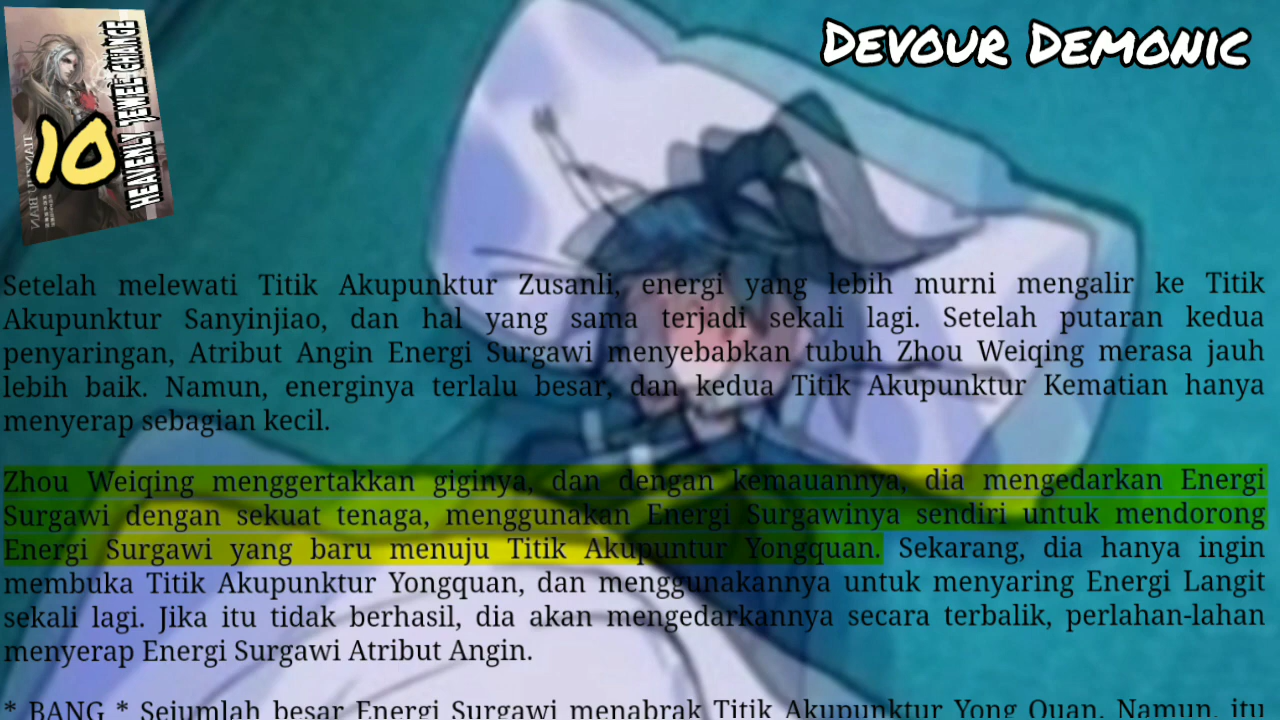 DEVOUR DEMONIC
HEAVENLY JEWEL CHANGE
10
Setelah melewati Titik Akupunktur Zusanli, energi yang lebih murni mengalir ke Titik
Akupunktur Sanyinjiao, dan hal yang sama terjadi sekali lagi. Setelah putaran kedua
penyaringan, Atribut Angin Energi Surgawi menyebabkan tubuh Zhou Weiqing merasa jauh
lebih baik. Namun, energinya terlalu besar, dan kedua Titik Akupunktur Kematian hanya
menyerap sebagian kecil.
Zhou Weiqing menggertakkan giginya, dan dengan kemauannya, dia mengedarkan Energi
Surgawi dengan sekuat tenaga, menggunakan Energi Surgawinya sendiri untuk mendorong
Energi Surgawi yang baru menuju Titik Akupuntur Yongquan. Sekarang, dia hanya ingin
membuka Titik Akupunktur Yongquan, dan menggunakannya untuk menyaring Energi Langit
sekali lagi. Jika itu tidak berhasil, dia akan mengedarkannya secara terbalik, perlahan-lahan
menyerap Energi Surgawi Atribut Angin.
* BANG * Sejumlah besar Energi Surgawi menabrak Titik Akupunktur Yong Quan. Namun, itu